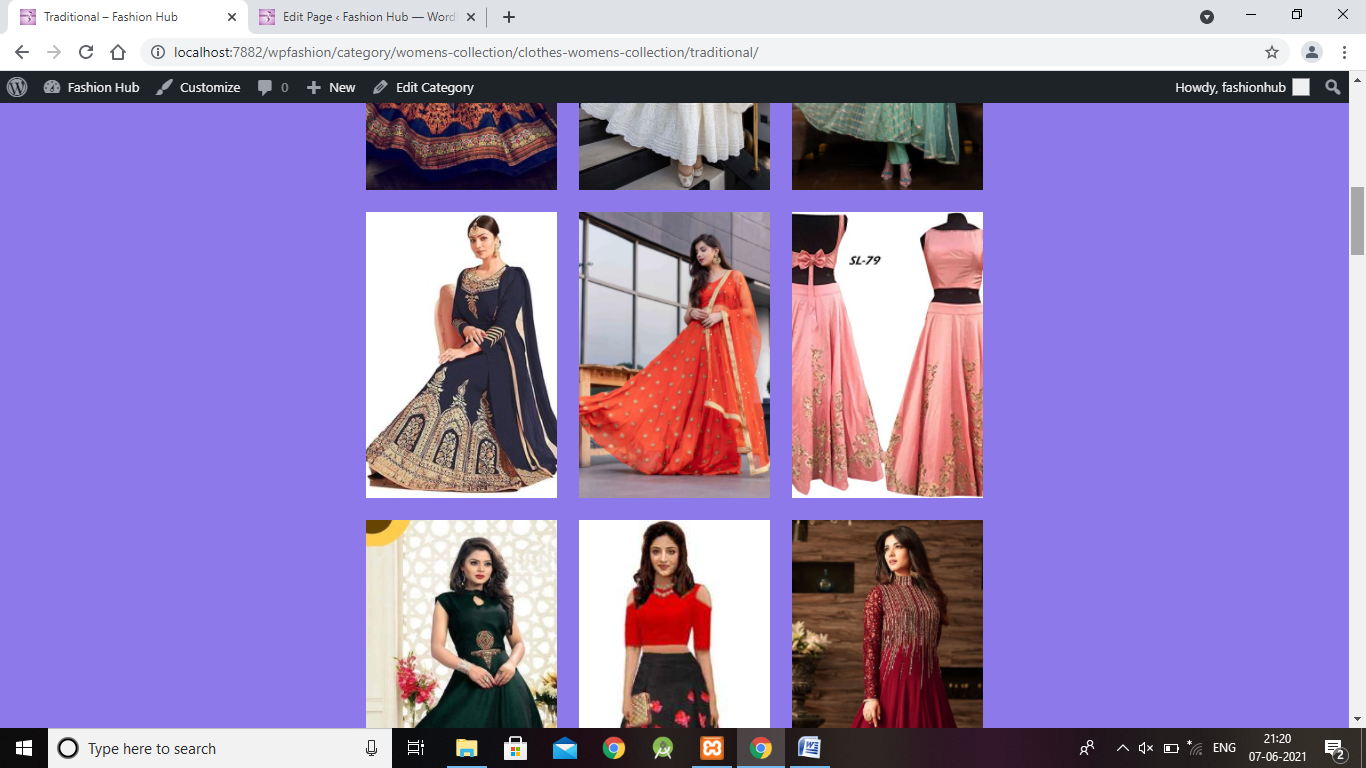 Traditional – Fashion Hub
Edit Page ‹ Fashion Hub — Word
localhost:7882/wpfashion/category/womens-collection/clothes-womens-collection/traditional/
Fashion Hub
Customize
0
New
Edit Category
Howdy, fashionhub
SL-79
Type here to search
ENG
21:20
07-06-2021
2